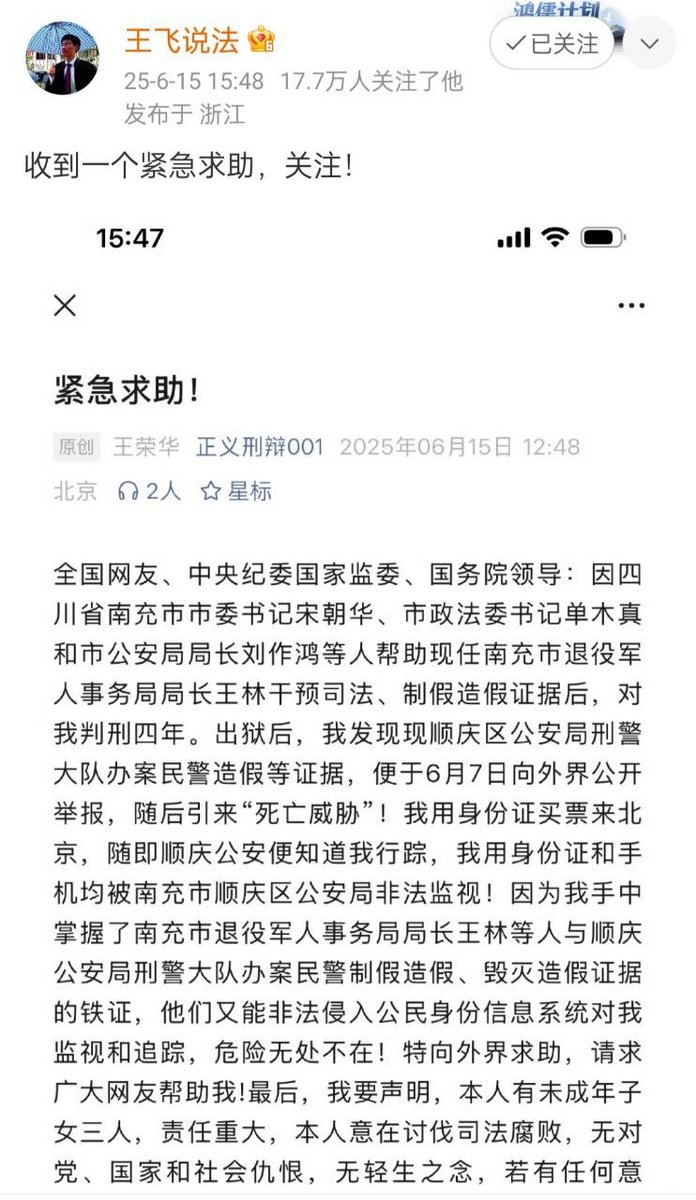 鸿儒计划
王飞说法
已关注
25-6-15 15:48 17.7万人关注了他
发布于 浙江
收到一个紧急求助，关注！
15:47
紧急求助！
原创 王荣华 正义刑辩001 2025年06月15日 12:48
北京 2人 星标
全国网友、中央纪委国家监委、国务院领导：因四
川省南充市市委书记宋朝华、市政法委书记单木真
和市公安局局长刘作鸿等人帮助现任南充市退役军
人事务局局长王林干预司法、制假造假证据后，对
我判刑四年。出狱后，我发现现顺庆区公安局刑警
大队办案民警造假等证据，便于6月7日向外界公开
举报，随后引来“死亡威胁”！我用身份证买票来北
京，随即顺庆公安便知道我行踪，我用身份证和手
机均被南充市顺庆区公安局非法监视！因为我手中
掌握了南充市退役军人事务局局长王林等人与顺庆
公安局刑警大队办案民警制假造假、毁灭造假证据
的铁证，他们又能非法侵入公民身份信息系统对我
监视和追踪，危险无处不在！特向外界求助，请求
广大网友帮助我!最后，我要声明，本人有未成年子
女三人，责任重大，本人意在讨伐司法腐败，无对
党、国家和社会仇恨，无轻生之念，若有任何意